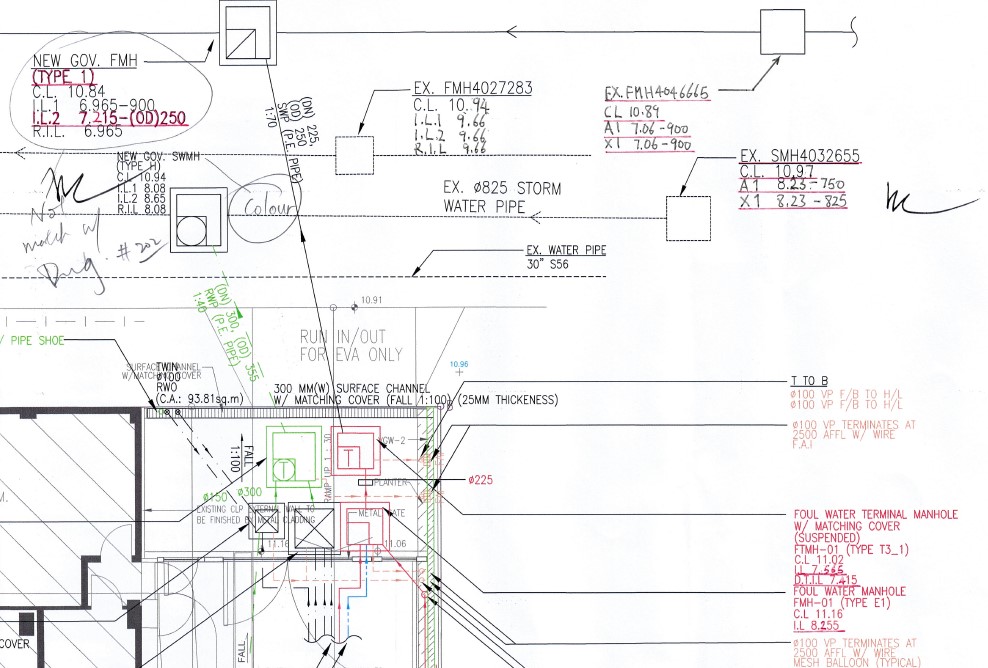 NEW GOV. FMH
(TYPE 1)
C.L. 10.84
I.L.1 6.965-900
I.L.2 7.215-(OD)250
R.I.L. 6.965
EX. FMH4027283
C.L. 10.94
I.L.1 9.66
I.L.2 9.66
R.I.L 9.66
EX.FMH4046665
CL 10.89
A1 7.06-900
X1 7.06-900
(DN) 225,
(OD) 250
SWP (P.E. PIPE)
1:70
NEW GOV. SWMH
(TYPE H)
C.L 10.94
I.L.1 8.08
I.L.2 8.65
R.I.L 8.08
Colour
Not
match w/
Dwg. #202
EX. Ø825 STORM
WATER PIPE
EX. SMH4032655
C.L. 10.97
A1 8.23-750
X1 8.23-825
EX. WATER PIPE
30" S56
(DN) 300, (OD) 355
RWP (P.E. PIPE)
1:40
10.91
RUN IN/OUT
FOR EVA ONLY
/ PIPE SHOE
SURFACE CHANNEL
W/MATCHING COVER
TWIN
Ø100
RWO
(C.A.: 93.81sq.m)
10.96
300 MM(W) SURFACE CHANNEL
W/ MATCHING COVER (FALL 1:100) (25MM THICKENESS)
T TO B
Ø100 VP F/B TO H/L
Ø100 VP F/B TO H/L
Ø100 VP TERMINATES AT
2500 AFFL W/ WIRE
F.A.I
FALL
1:100
T
T
GW-2
RAMP UP 1 : 30
PLANTER
Ø225
M.
Ø150
Ø300
EXISTING CLP EXTERNAL WALL TO
BE FINISHED BY METAL CLADDING
METAL GATE
11.16
11.06
FOUL WATER TERMINAL MANHOLE
W/ MATCHING COVER
(SUSPENDED)
FTMH-01 (TYPE T3_1)
C.L 11.02
I.L 7.565
D.T.I.L 7.415
FOUL WATER MANHOLE
FMH-01 (TYPE E1)
C.L 11.16
I.L 8.255
COVER
FALL
Ø100 VP TERMINATES AT
2500 AFFL W/ WIRE
MESH BALLOON (TYPICAL)